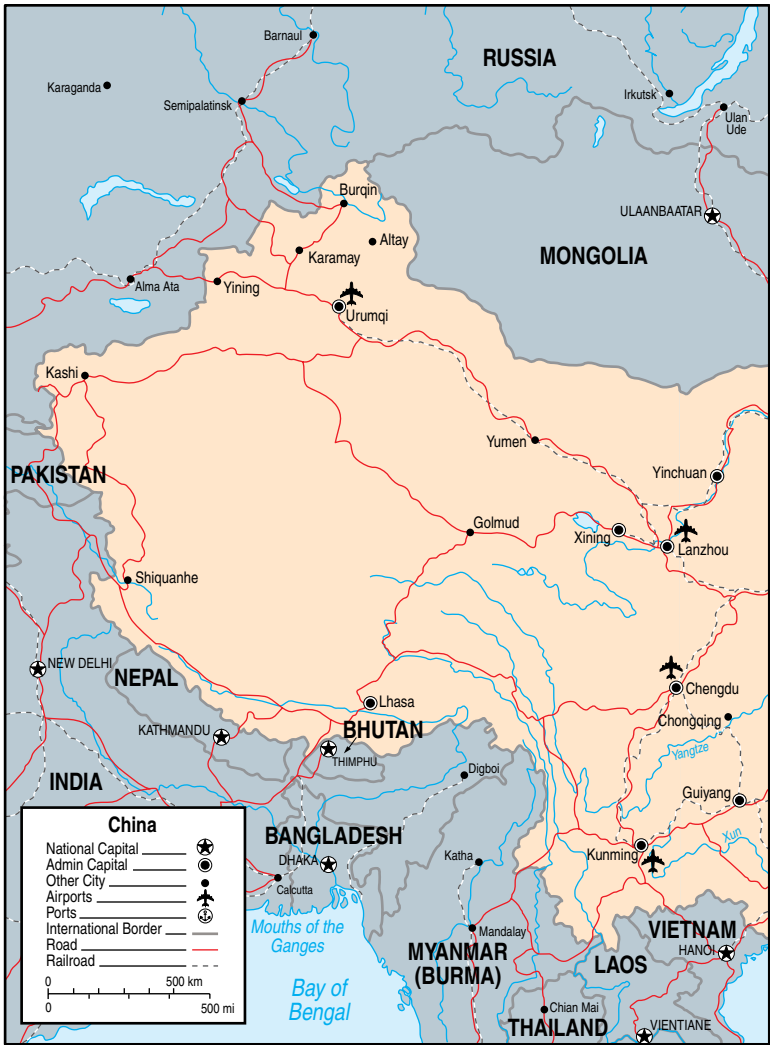 Barnaul
RUSSIA
Karaganda
Irkutsk
Semipalatinsk
Ulan
Ude
Burqin
ULAANBAATAR
Altay
Karamay
MONGOLIA
Alma Ata
Yining
Urumqi
Kashi
Yumen
PAKISTAN
Yinchuan
Golmud
Xining
Lanzhou
Shiquanhe
NEW DELHI
NEPAL
Chengdu
Lhasa
Chongqing
KATHMANDU
BHUTAN
THIMPHU
Yangtze
Digboi
INDIA
Guiyang
China
National Capital
Admin Capital
Other City
Airports
Ports
International Border
Road
Railroad
0 500 km
0 500 mi
BANGLADESH
Xun
DHAKA
Katha
Kunming
Calcutta
Mouths of the
Ganges
Mandalay
VIETNAM
HANOI
MYANMAR
(BURMA)
LAOS
Bay of
Bengal
Chian Mai
THAILAND
VIENTIANE